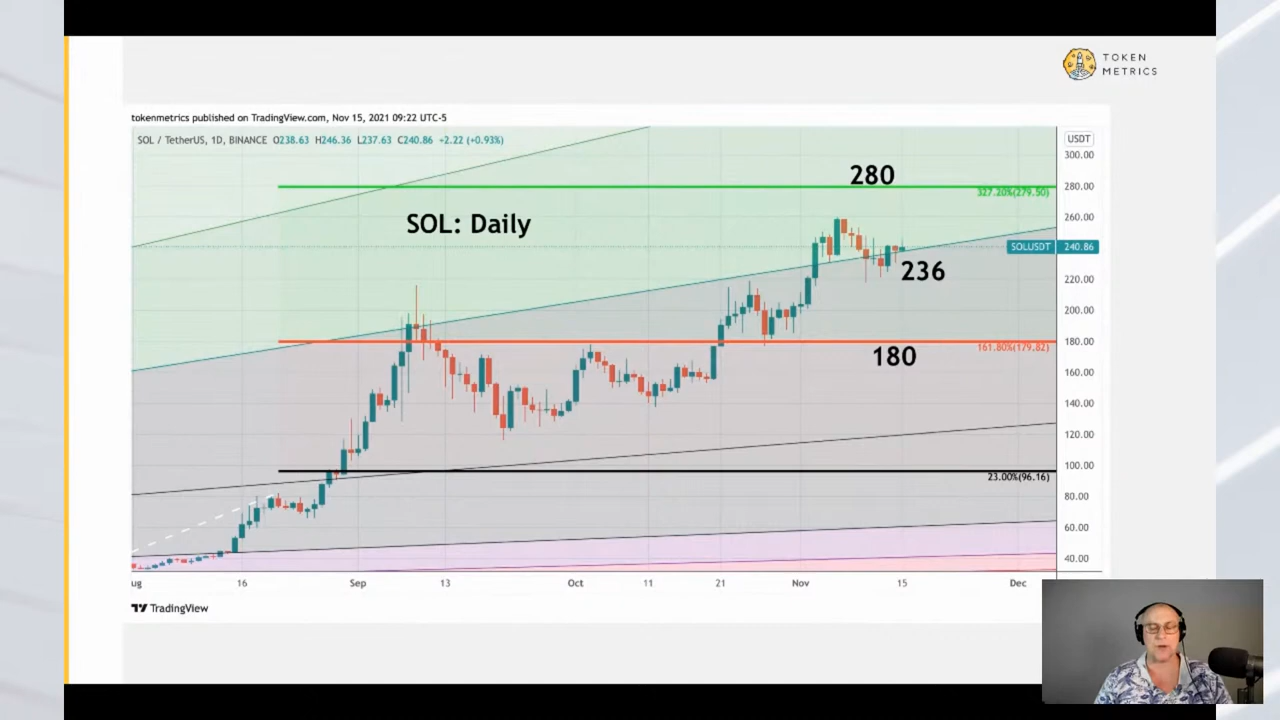 TOKEN
METRICS
tokenmetrics published on TradingView.com, Nov 15, 2021 09:22 UTC-5
SOL / TetherUS, 1D, BINANCE O238.63 H246.36 L237.63 C240.86 +2.22 (+0.93%)
USDT
300.00
280
280.00
327.20%(279.50)
SOL: Daily
260.00
SOLUSDT 240.86
236
220.00
200.00
180.00
161.80%(179.82)
180
160.00
140.00
120.00
100.00
23.00%(96.16)
80.00
60.00
40.00
ug 16 Sep 13 Oct 11 21 Nov 15 Dec
TradingView